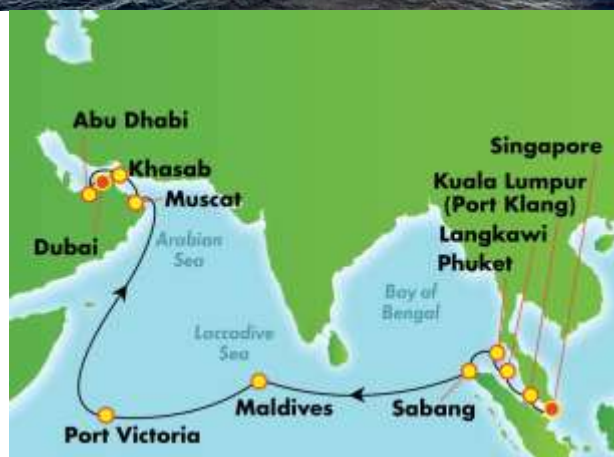 Abu Dhabi
Singapore
Khasab
Kuala Lumpur
(Port Klang)
Muscat
Langkawi
Dubai
Arabian
Sea
Phuket
Bay of
Bengal
Laccadive
Sea
Maldives
Sabang
Port Victoria